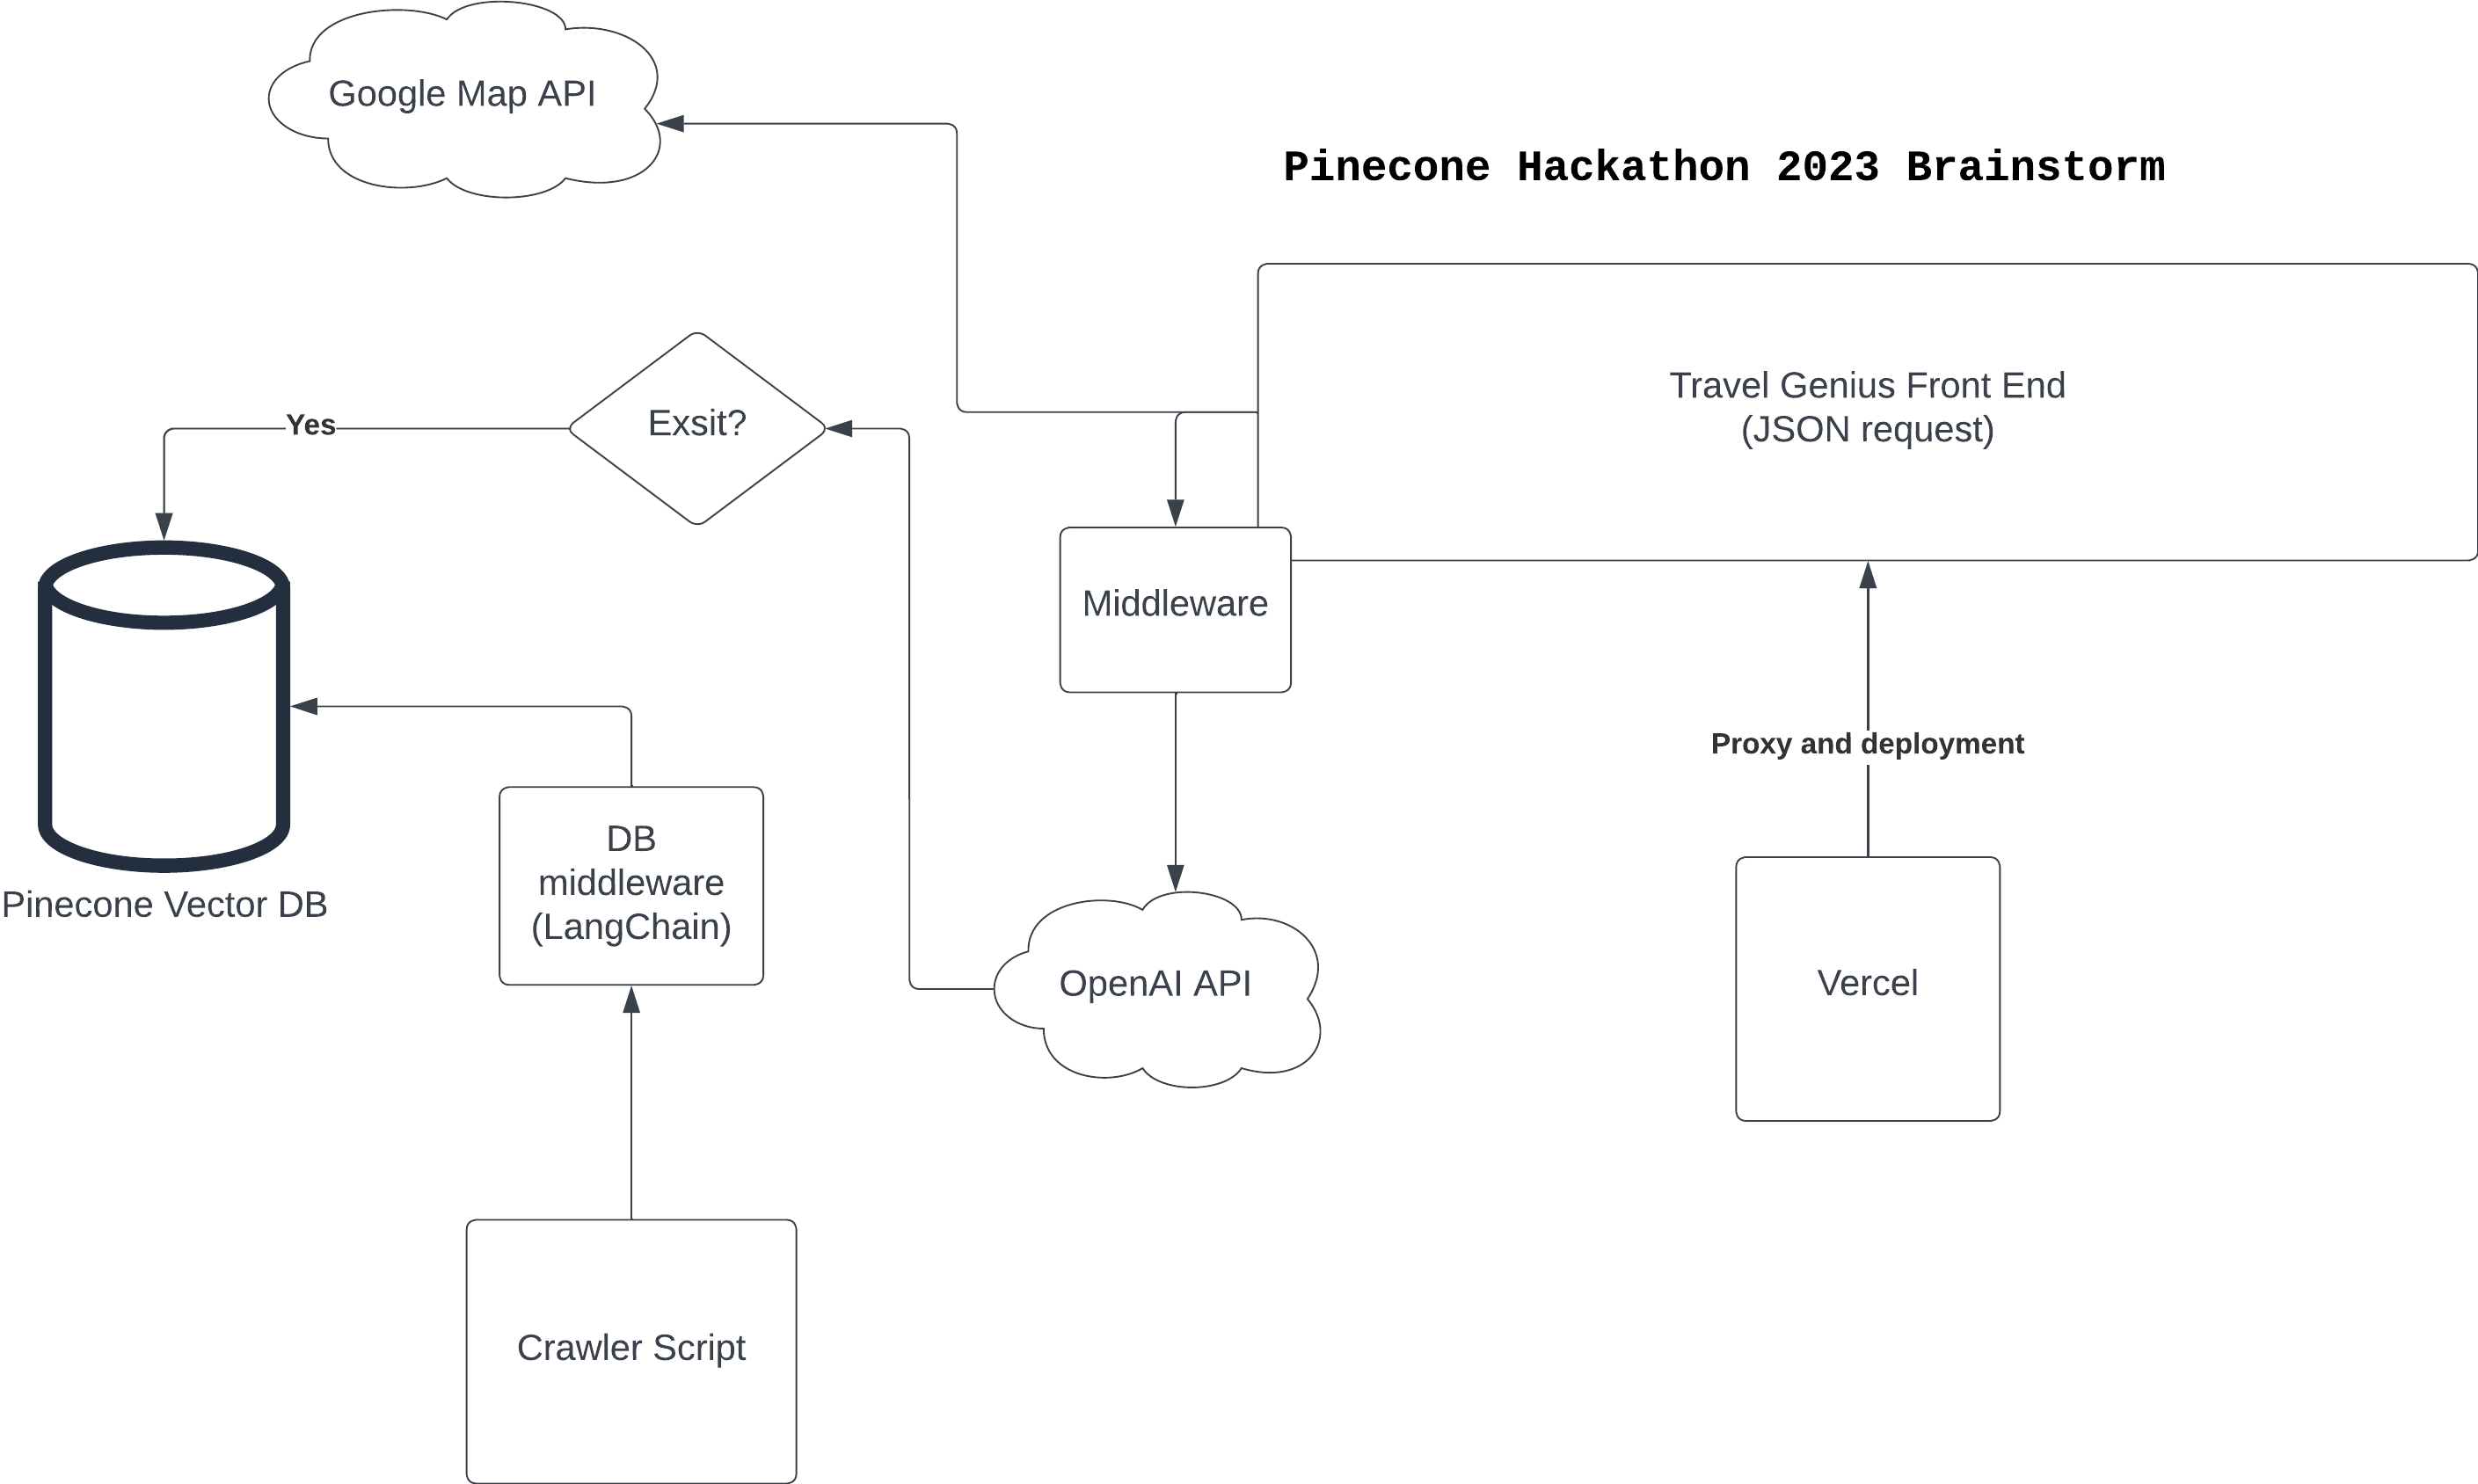 Google Map API
Pinecone Hackathon 2023 Brainstorm
Travel Genius Front End
(JSON request)
Exsit?
Yes
Middleware
Proxy and deployment
DB
middleware
(LangChain)
Pinecone Vector DB
OpenAI API
Vercel
Crawler Script